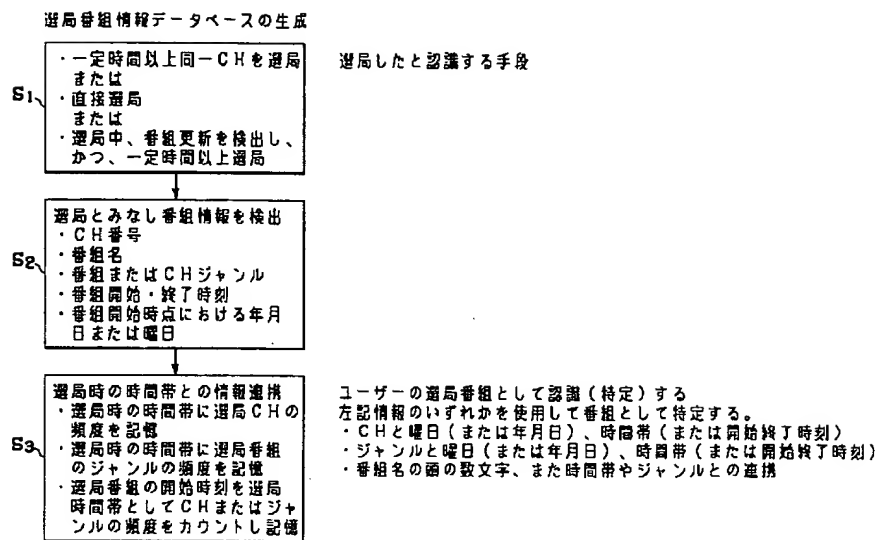 選局番組情報データベースの生成
S1
・一定時間以上同一CHを選局
または
・直接選局
または
・選局中、番組更新を検出し、
かつ、一定時間以上選局
選局したと認識する手段
S2
選局とみなし番組情報を検出
・CH番号
・番組名
・番組またはCHジャンル
・番組開始・終了時刻
・番組開始時点における年月
日または曜日
S3
選局時の時間帯との情報連携
・選局時の時間帯に選局CHの
頻度を記憶
・選局時の時間帯に選局番組
のジャンルの頻度を記憶
・選局番組の開始時刻を選局
時間帯としてCHまたはジャ
ンルの頻度をカウントし記憶
ユーザーの選局番組として認識(特定)する
左記情報のいずれかを使用して番組として特定する。
・CHと曜日(または年月日)、時間帯(または開始終了時刻)
・ジャンルと曜日(または年月日)、時間帯(または開始終了時刻)
・番組名の頭の数文字、また時間帯やジャンルとの連携